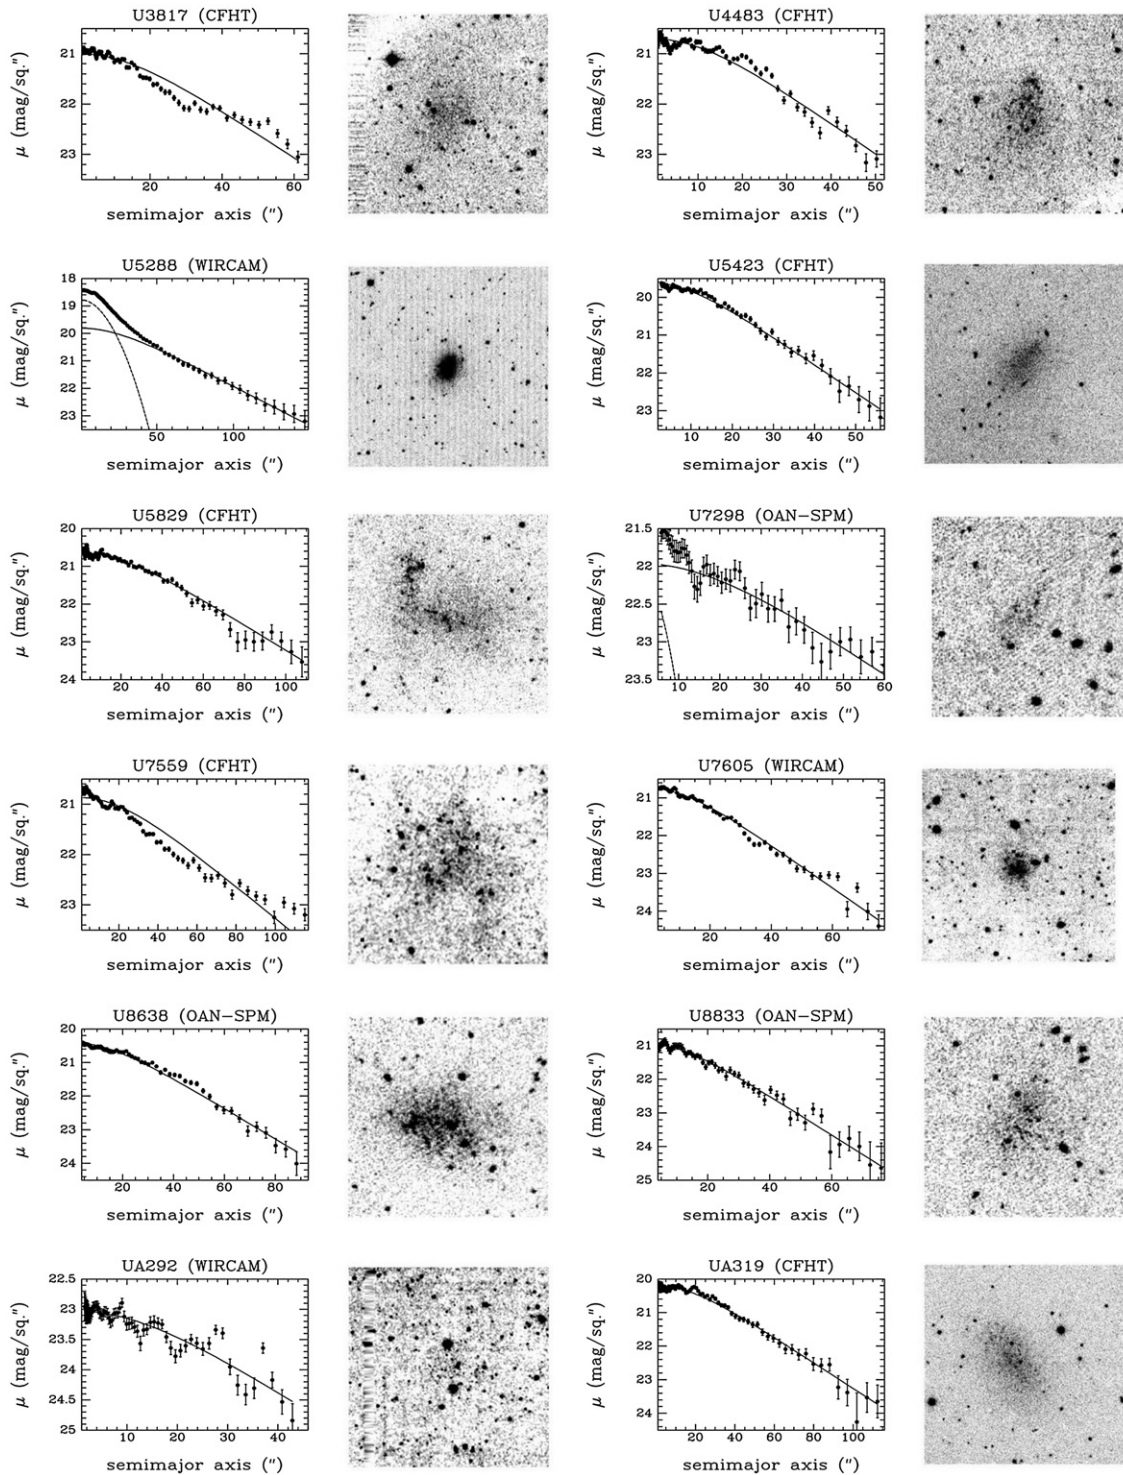 U3817 (CFHT)
μ (mag/sq.")
21
22
23
20 40 60
semimajor axis (")
U4483 (CFHT)
μ (mag/sq.")
21
22
23
10 20 30 40 50
semimajor axis (")
U5288 (WIRCAM)
μ (mag/sq.")
18
19
20
21
22
23
50 100
semimajor axis (")
U5423 (CFHT)
μ (mag/sq.")
20
21
22
23
10 20 30 40 50
semimajor axis (")
U5829 (CFHT)
μ (mag/sq.")
20
21
22
23
24
20 40 60 80 100
semimajor axis (")
U7298 (OAN-SPM)
μ (mag/sq.")
21.5
22
22.5
23
23.5
10 20 30 40 50 60
semimajor axis (")
U7559 (CFHT)
μ (mag/sq.")
21
22
23
20 40 60 80 100
semimajor axis (")
U7605 (WIRCAM)
μ (mag/sq.")
21
22
23
24
20 40 60
semimajor axis (")
U8638 (OAN-SPM)
μ (mag/sq.")
20
21
22
23
24
20 40 60 80
semimajor axis (")
U8833 (OAN-SPM)
μ (mag/sq.")
21
22
23
24
25
20 40 60
semimajor axis (")
UA292 (WIRCAM)
μ (mag/sq.")
22.5
23
23.5
24
24.5
25
10 20 30 40
semimajor axis (")
UA319 (CFHT)
μ (mag/sq.")
20
21
22
23
24
20 40 60 80 100
semimajor axis (")